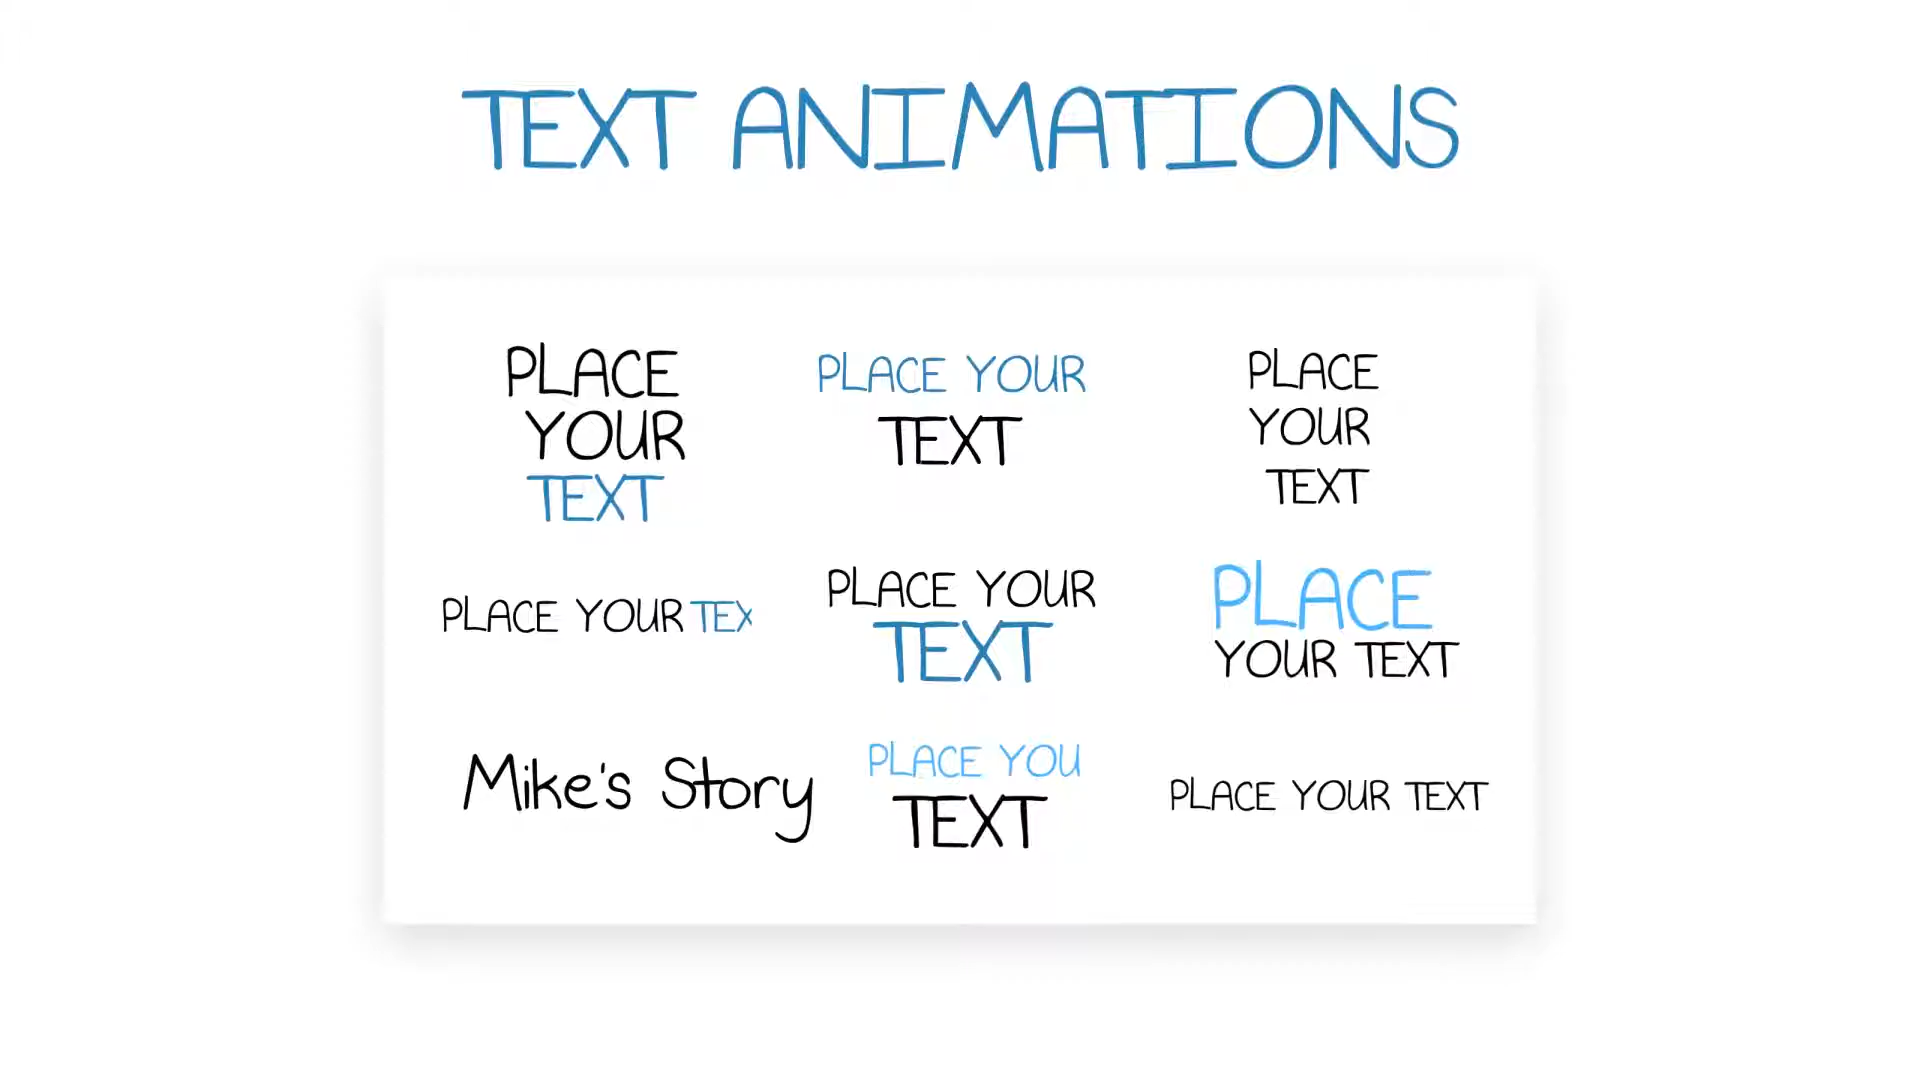 TEXT ANIMATIONS
PLACE
YOUR
TEXT
PLACE YOUR
TEXT
PLACE
YOUR
TEXT
PLACE YOUR TEX
PLACE YOUR
TEXT
PLACE
YOUR TEXT
Mike's Story
PLACE YOU
TEXT
PLACE YOUR TEXT